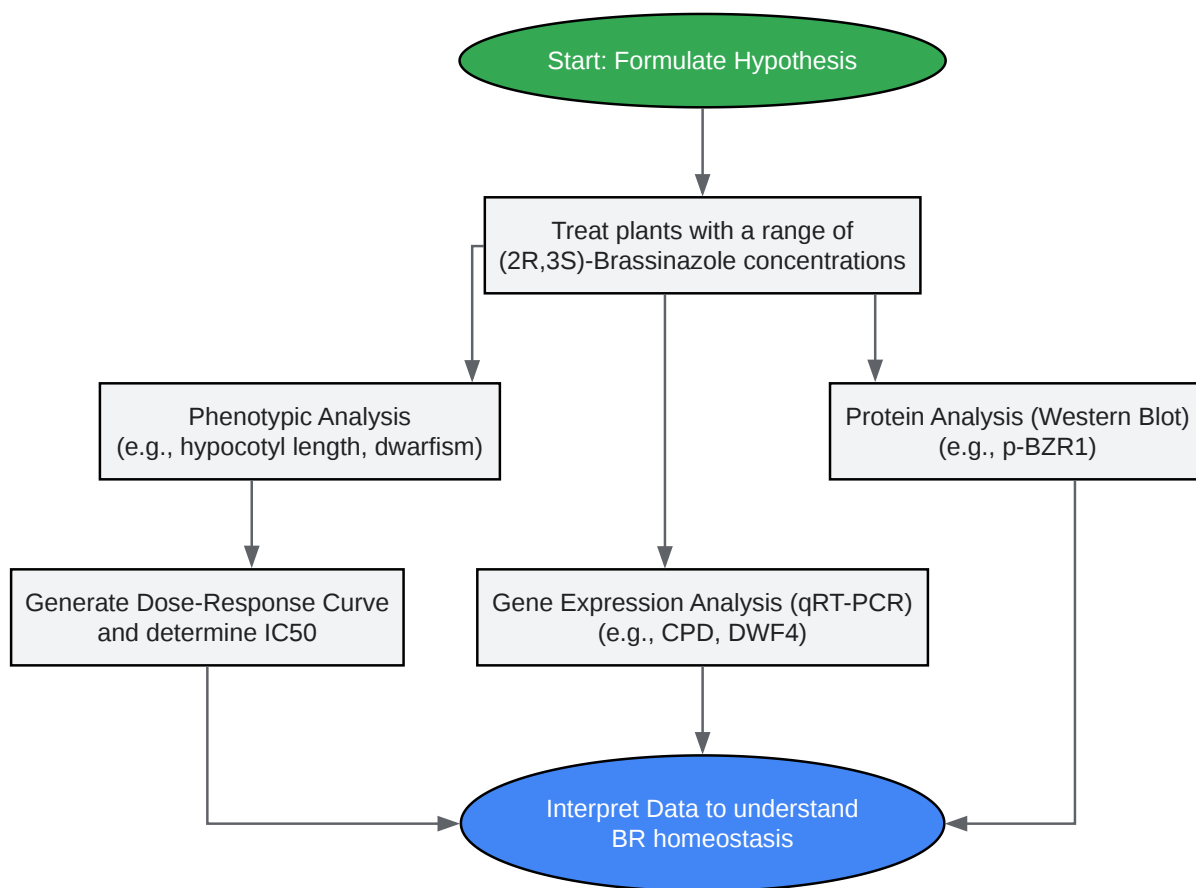 Start: Formulate Hypothesis
Treat plants with a range of
(2R,3S)-Brassinazole concentrations
Phenotypic Analysis
(e.g., hypocotyl length, dwarfism)
Protein Analysis (Western Blot)
(e.g., p-BZR1)
Generate Dose-Response Curve
and determine IC50
Gene Expression Analysis (qRT-PCR)
(e.g., CPD, DWF4)
Interpret Data to understand
BR homeostasis